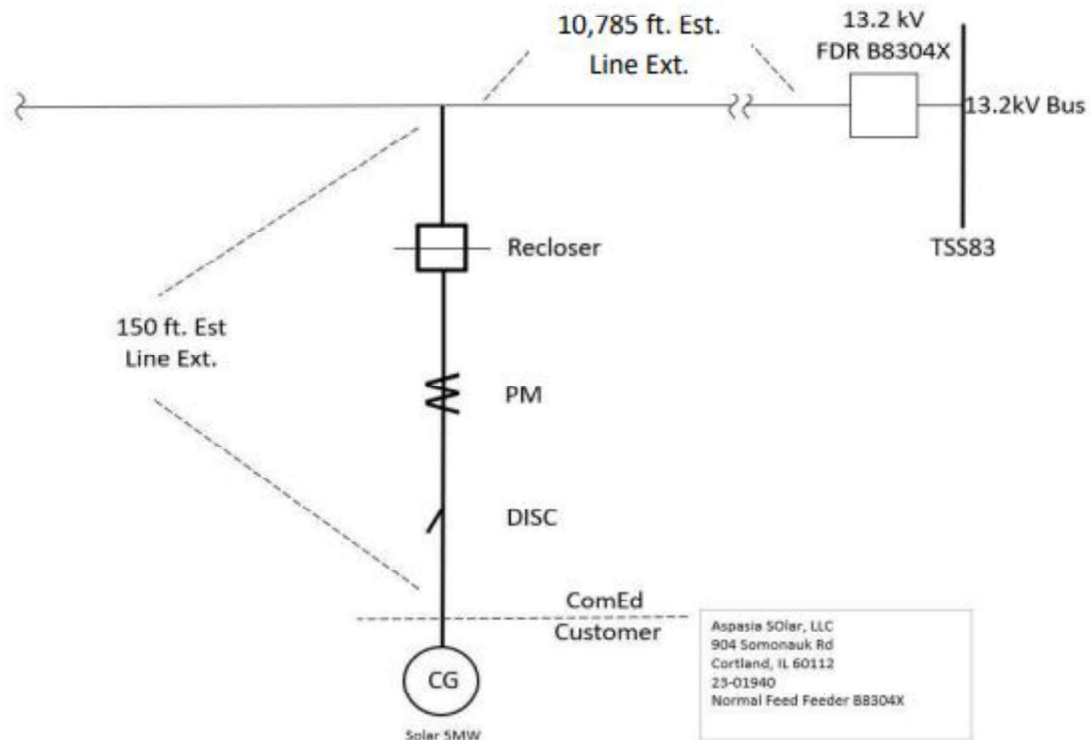 10,785 ft. Est.
Line Ext.
13.2 kV
FDR B8304X
13.2kV Bus
TSS83
Recloser
150 ft. Est
Line Ext.
PM
DISC
ComEd
Customer
CG
Solar 5MW
Aspasia SOlar, LLC
904 Somonauk Rd
Cortland, IL 60112
23-01940
Normal Feed Feeder B8304X